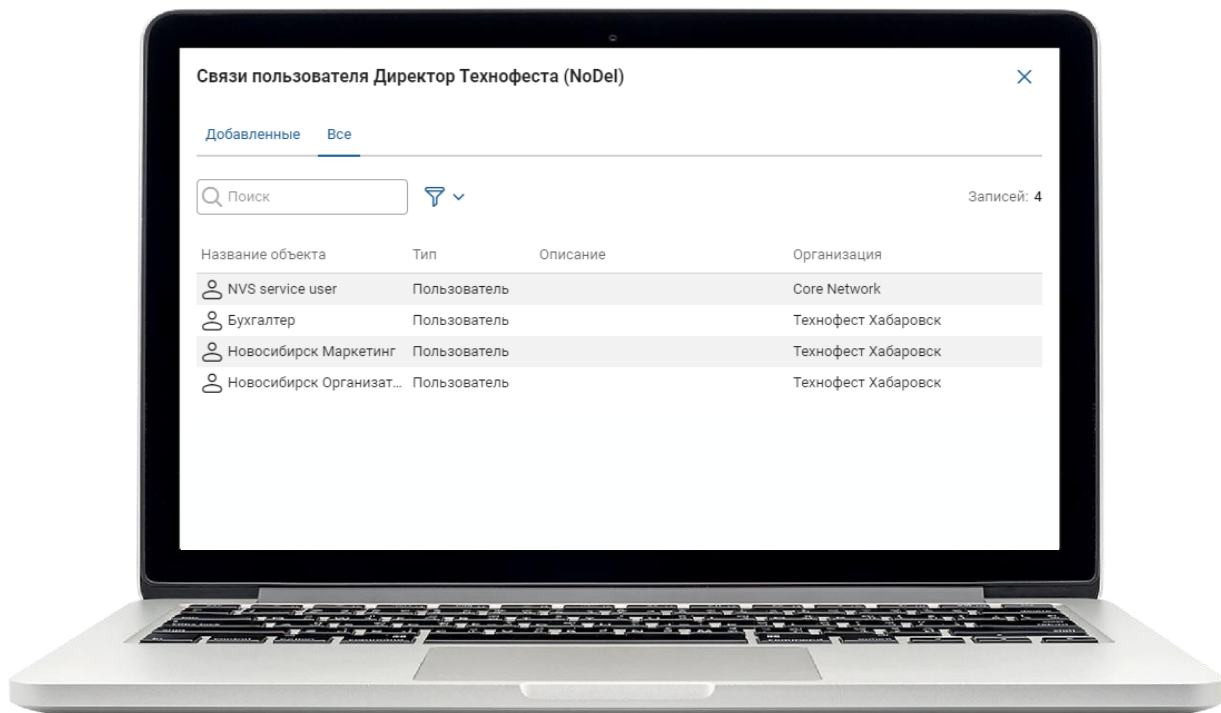 Связи пользователя Директор Технофеста (NoDel)
Добавленные Все
Поиск
Записей: 4
Название объекта Тип Описание Организация
NVS service user Пользователь Core Network
Бухгалтер Пользователь Технофест Хабаровск
Новосибирск Маркетинг Пользователь Технофест Хабаровск
Новосибирск Организат... Пользователь Технофест Хабаровск